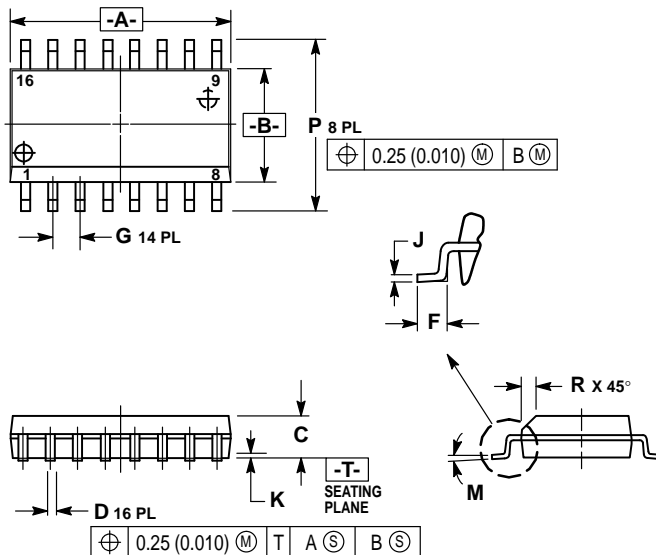 -A-
16 9
-B-
P 8 PL
⌖ 0.25 (0.010) Ⓜ B Ⓜ
1 8
G 14 PL
J
F
R X 45°
C
-T-
SEATING
PLANE
K
M
D 16 PL
⌖ 0.25 (0.010) Ⓜ T A Ⓢ B Ⓢ